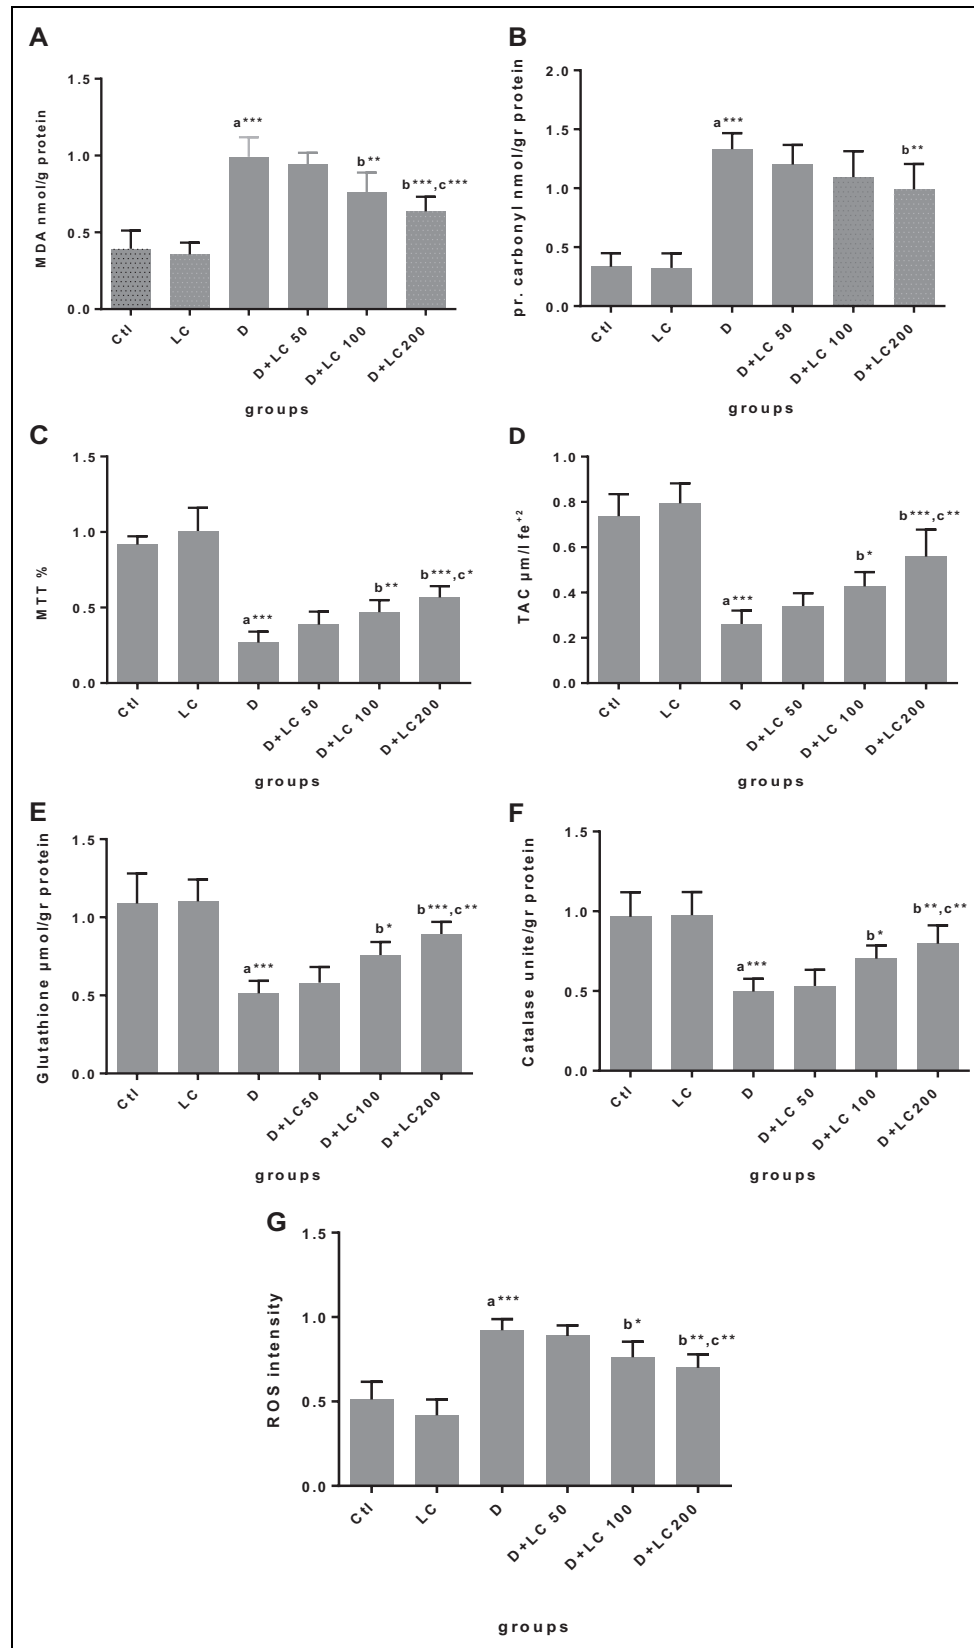 A
MDA nmol/g protein
1.5
1.0
0.5
0.0
a***
b**
b***,c***
Ctl
LC
D
D+LC 50
D+LC 100
D+LC200
groups
B
pr. carbonyl nmol/gr protein
2.0
1.5
1.0
0.5
0.0
a***
b**
Ctl
LC
D
D+LC 50
D+LC 100
D+LC200
groups
C
MTT %
1.5
1.0
0.5
0.0
a***
b**
b***,c*
Ctl
LC
D
D+LC 50
D+LC 100
D+LC200
groups
D
TAC µm/l fe⁺²
1.0
0.8
0.6
0.4
0.2
0.0
a***
b*
b***,c**
Ctl
LC
D
D+LC 50
D+LC 100
D+LC200
groups
E
Glutathione µmol/gr protein
1.5
1.0
0.5
0.0
a***
b*
b***,c**
Ctl
LC
D
D+LC50
D+LC100
D+LC200
groups
F
Catalase unite/gr protein
1.5
1.0
0.5
0.0
a***
b*
b**,c**
Ctl
LC
D
D+LC 50
D+LC 100
D+LC200
groups
G
ROS intensity
1.5
1.0
0.5
0.0
a***
b*
b**,c**
Ctl
LC
D
D+LC 50
D+LC 100
D+LC200
groups